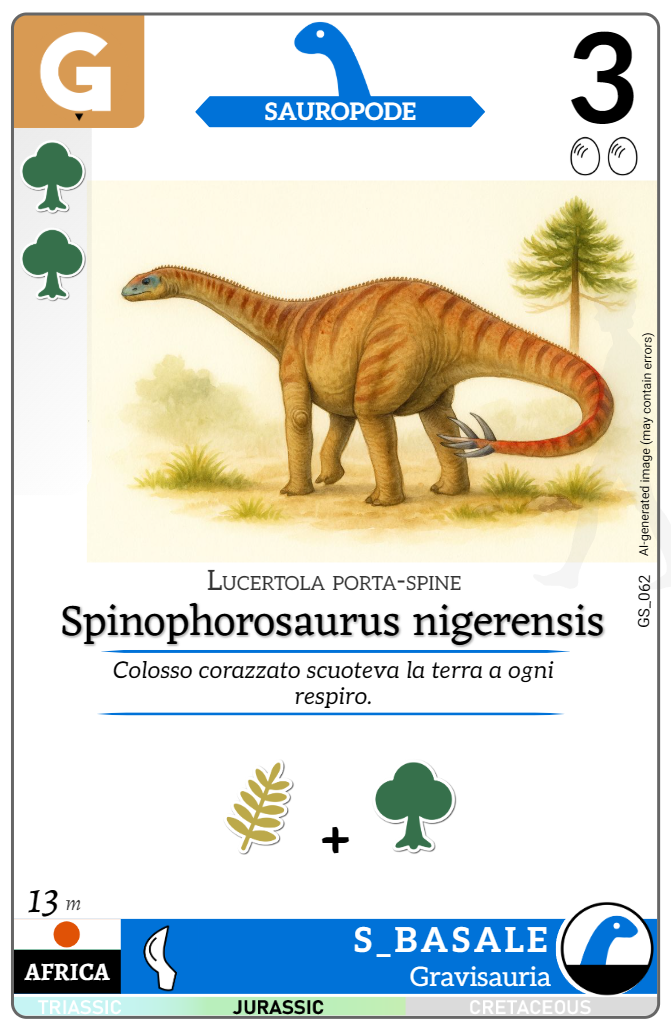 G
SAUROPODE
3
AI-generated image (may contain errors)
GS_062
Lucertola porta-spine
Spinophorosaurus nigerensis
Colosso corazzato scuoteva la terra a ogni
respiro.
+
13 m
AFRICA
S_BASALE
Gravisauria
TRIASSIC
JURASSIC
CRETACEOUS